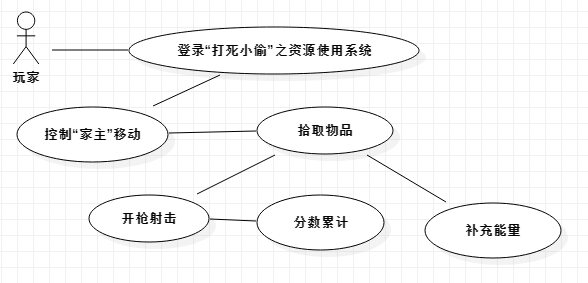 登录“打死小偷”之资源使用系统
玩家
控制“家主”移动
拾取物品
开枪射击
分数累计
补充能量